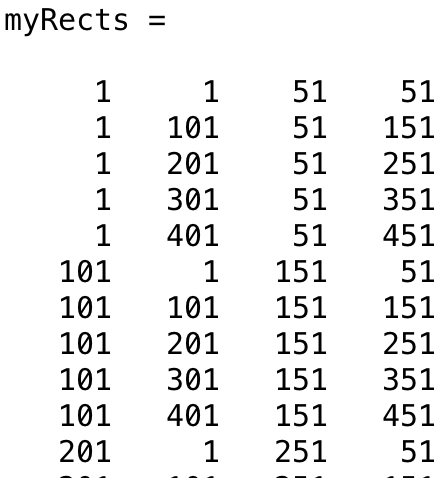 myRects =
1 1 51 51
1 101 51 151
1 201 51 251
1 301 51 351
1 401 51 451
101 1 151 51
101 101 151 151
101 201 151 251
101 301 151 351
101 401 151 451
201 1 251 51